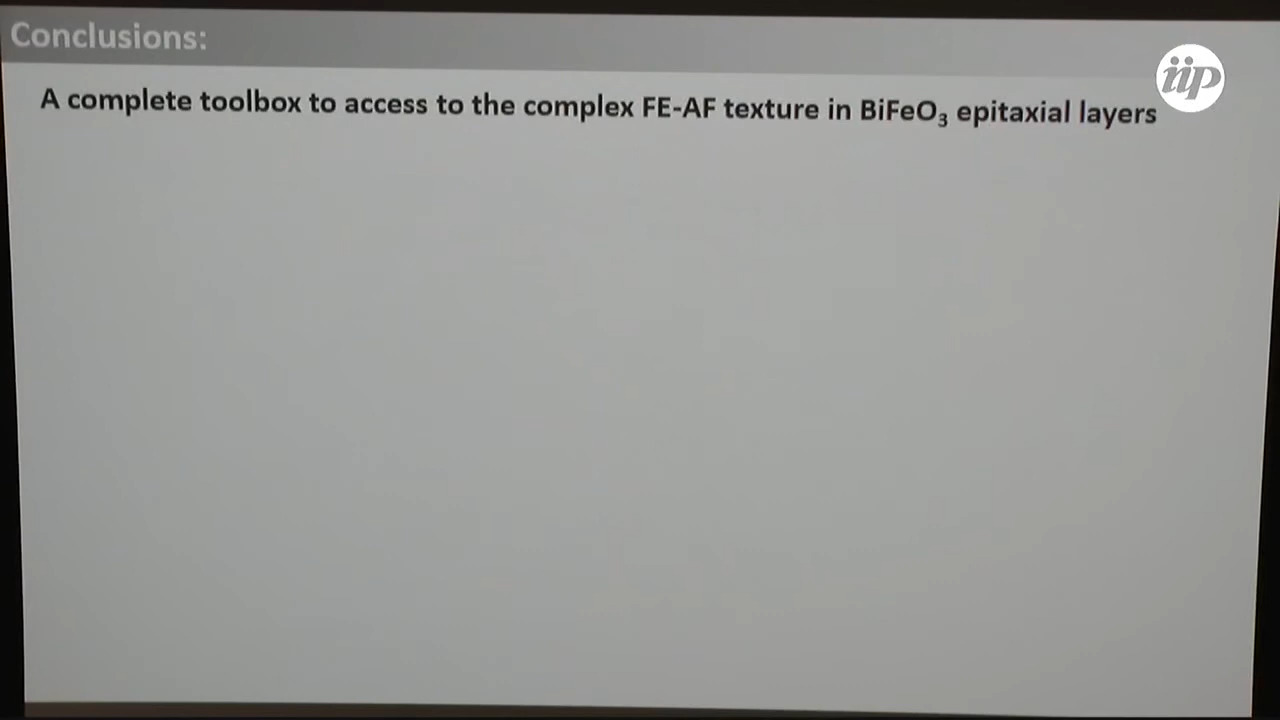 Conclusions:
iip
A complete toolbox to access to the complex FE-AF texture in BiFeO₃ epitaxial layers